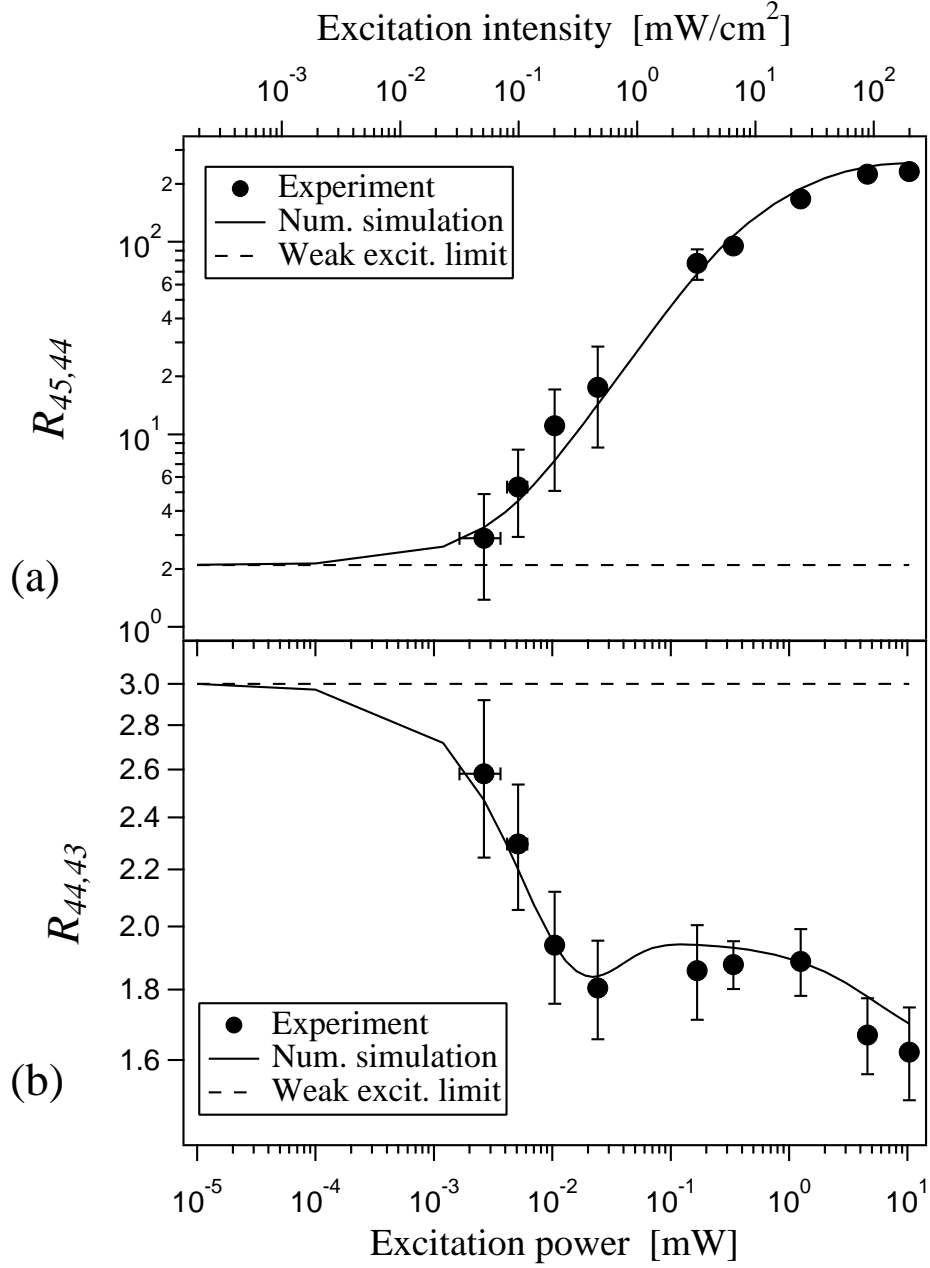 Excitation intensity [mW/cm²]
10⁻³ 10⁻² 10⁻¹ 10⁰ 10¹ 10²
Experiment
Num. simulation
Weak excit. limit
2
10²
6
4
2
10¹
6
4
2
10⁰
R45,44
(a)
3.0
2.8
2.6
2.4
2.2
2.0
1.8
1.6
R44,43
(b)
Experiment
Num. simulation
Weak excit. limit
10⁻⁵ 10⁻⁴ 10⁻³ 10⁻² 10⁻¹ 10⁰ 10¹
Excitation power [mW]